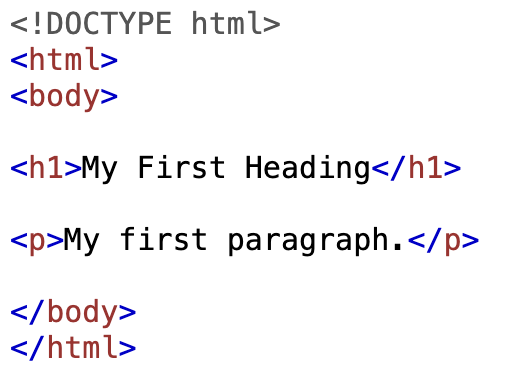 <!DOCTYPE html>
<html>
<body>
<h1>My First Heading</h1>
<p>My first paragraph.</p>
</body>
</html>